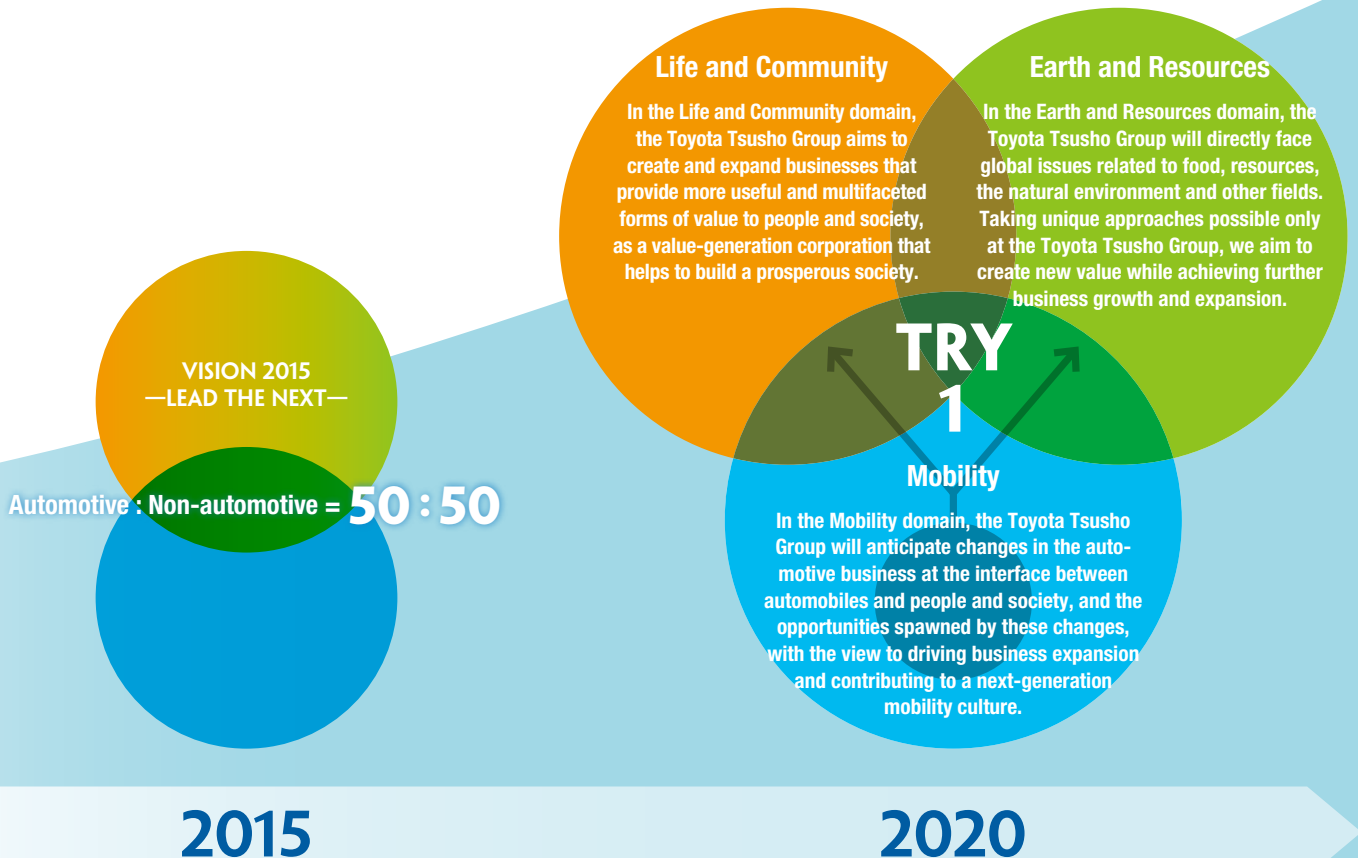 Life and Community
In the Life and Community domain,
the Toyota Tsusho Group aims to
create and expand businesses that
provide more useful and multifaceted
forms of value to people and society,
as a value-generation corporation that
helps to build a prosperous society.
Earth and Resources
In the Earth and Resources domain, the
Toyota Tsusho Group will directly face
global issues related to food, resources,
the natural environment and other fields.
Taking unique approaches possible only
at the Toyota Tsusho Group, we aim to
create new value while achieving further
business growth and expansion.
VISION 2015
—LEAD THE NEXT—
Automotive : Non-automotive = 50 : 50
TRY
1
Mobility
In the Mobility domain, the Toyota Tsusho
Group will anticipate changes in the auto-
motive business at the interface between
automobiles and people and society, and the
opportunities spawned by these changes,
with the view to driving business expansion
and contributing to a next-generation
mobility culture.
2015
2020